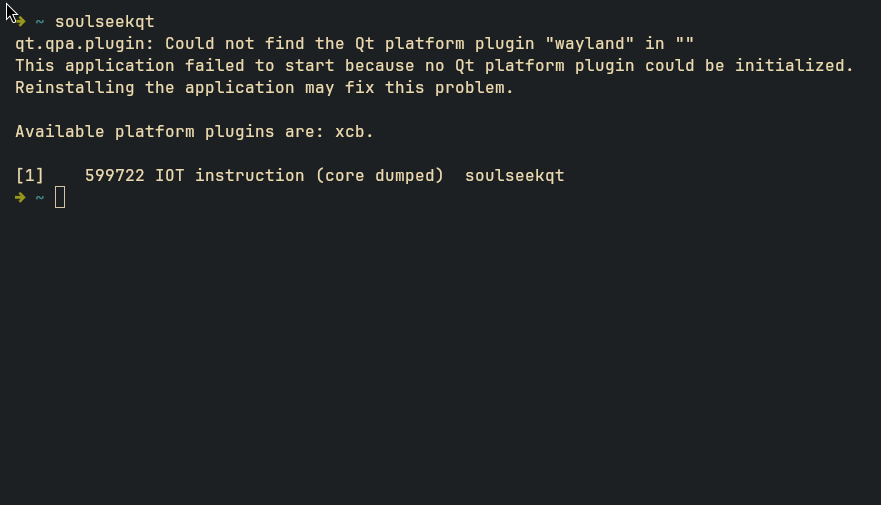 ➜ ~ soulseekqt
qt.qpa.plugin: Could not find the Qt platform plugin "wayland" in ""
This application failed to start because no Qt platform plugin could be initialized.
Reinstalling the application may fix this problem.
Available platform plugins are: xcb.
[1]    599722 IOT instruction (core dumped)  soulseekqt
➜ ~